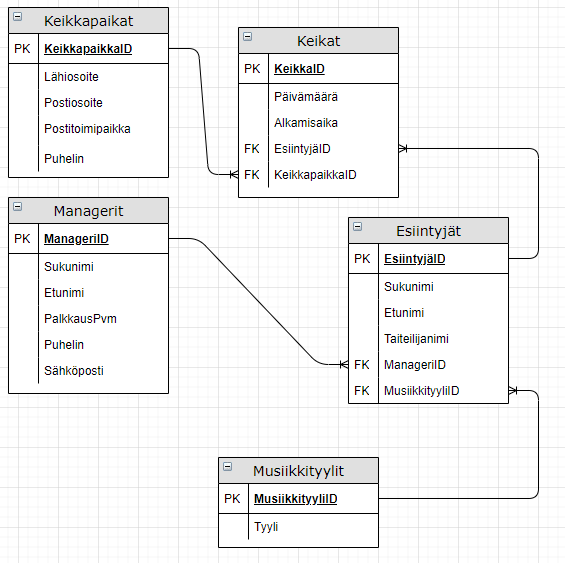 Keikkapaikat
PK KeikkapaikkaID
Lähiosoite
Postiosoite
Postitoimipaikka
Puhelin
Keikat
PK KeikkaID
Päivämäärä
Alkamisaika
FK EsiintyjäID
FK KeikkapaikkaID
Managerit
PK ManageriID
Sukunimi
Etunimi
PalkkausPvm
Puhelin
Sähköposti
Esiintyjät
PK EsiintyjäID
Sukunimi
Etunimi
Taiteilijanimi
FK ManageriID
FK MusiikkityyliID
Musiikkityylit
PK MusiikkityyliID
Tyyli